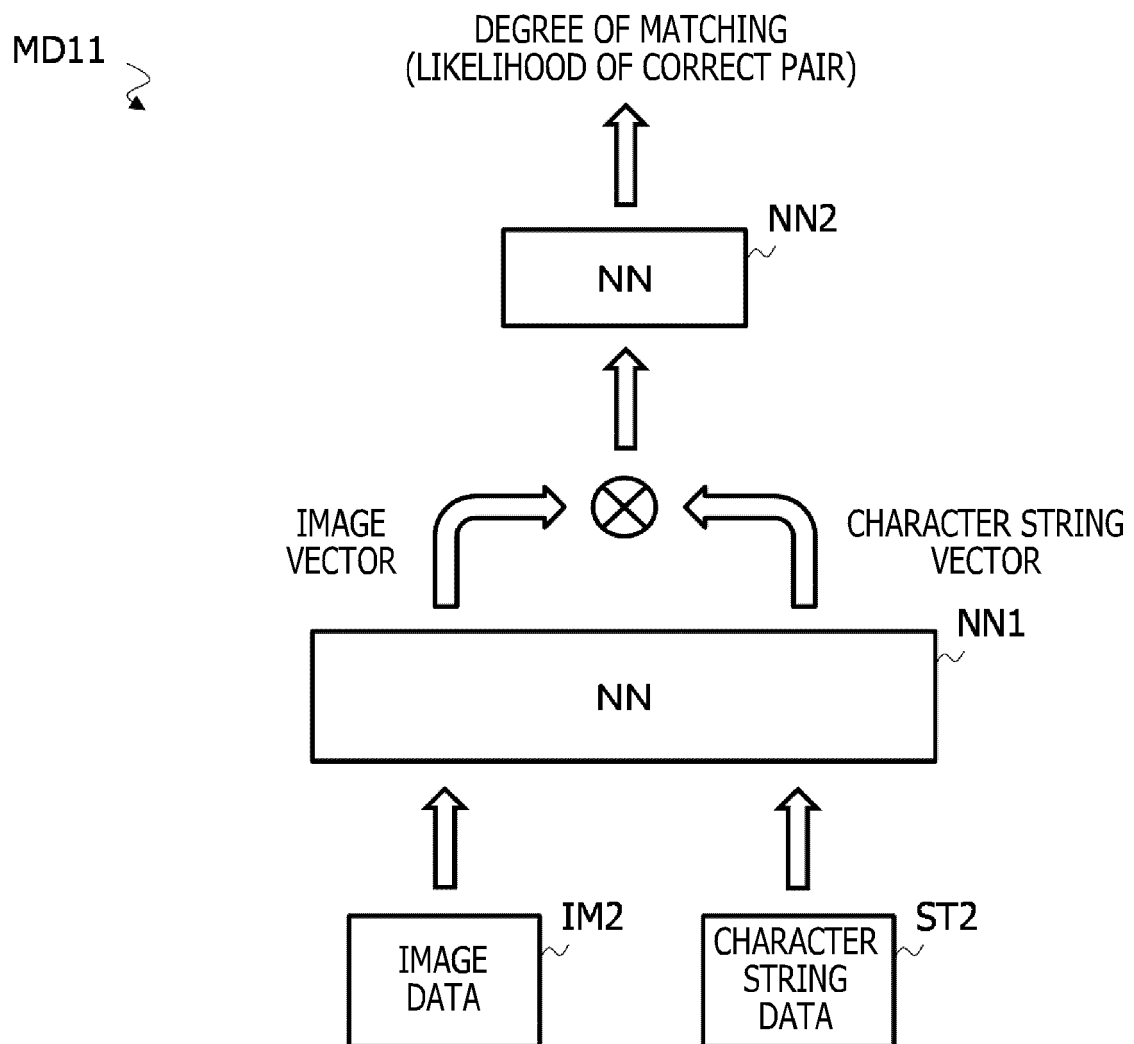 MD11
DEGREE OF MATCHING
(LIKELIHOOD OF CORRECT PAIR)
NN2
NN
IMAGE
VECTOR
CHARACTER STRING
VECTOR
NN1
NN
IM2
ST2
IMAGE
DATA
CHARACTER
STRING
DATA